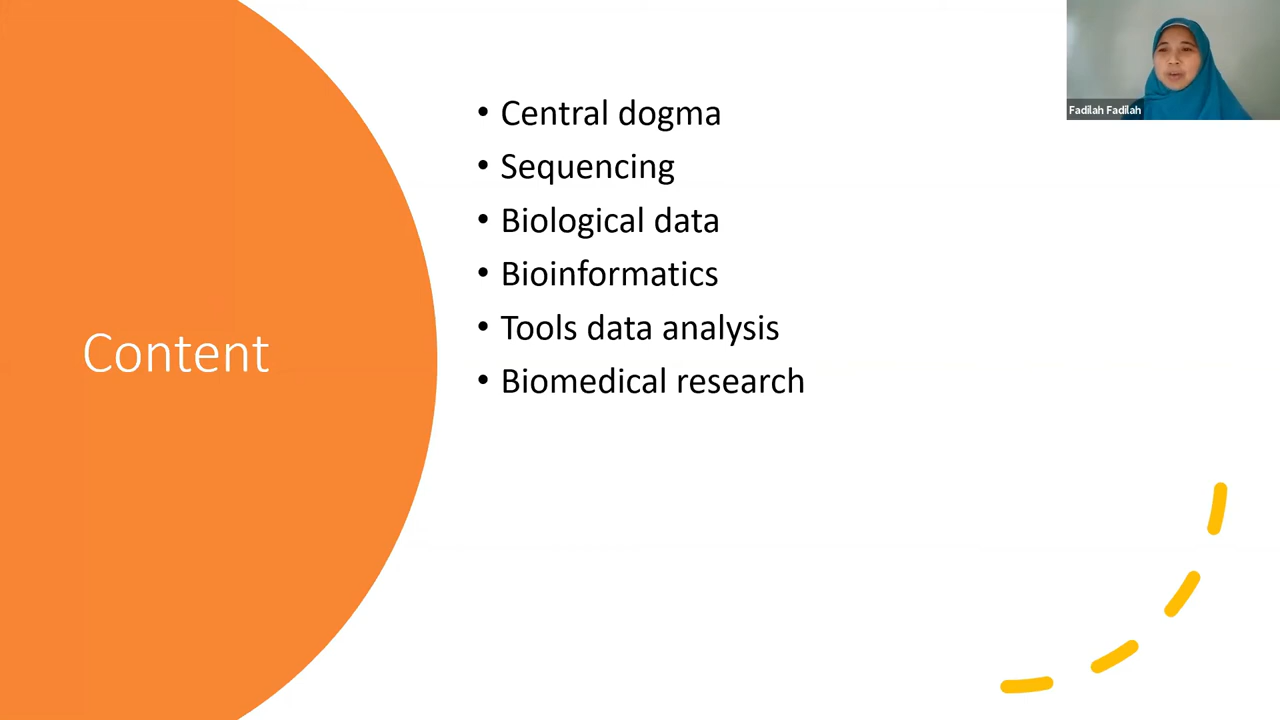 Content
• Central dogma
• Sequencing
• Biological data
• Bioinformatics
• Tools data analysis
• Biomedical research
Fadilah Fadilah